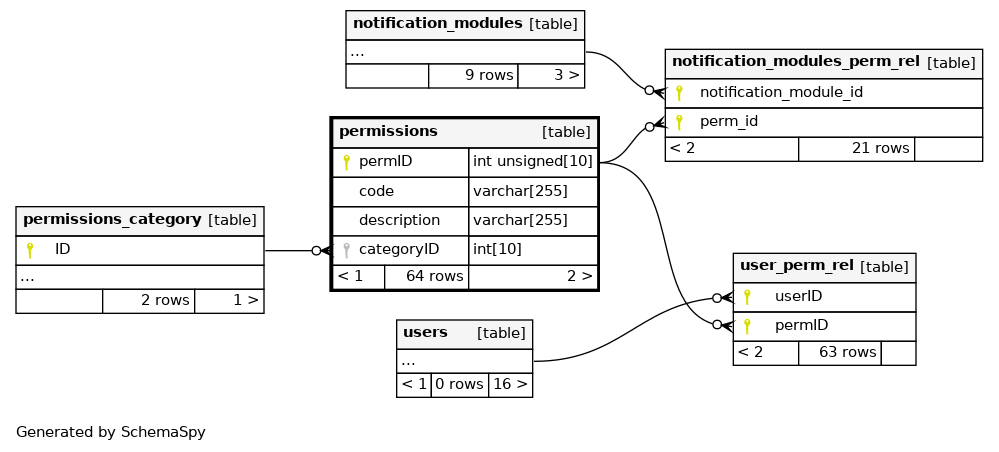 notification_modules [table]
...
9 rows 3 >
notification_modules_perm_rel [table]
notification_module_id
perm_id
< 2 21 rows
permissions [table]
permID int unsigned[10]
code varchar[255]
description varchar[255]
categoryID int[10]
< 1 64 rows 2 >
permissions_category [table]
ID
...
2 rows 1 >
user_perm_rel [table]
userID
permID
< 2 63 rows
users [table]
...
< 1 0 rows 16 >
Generated by SchemaSpy